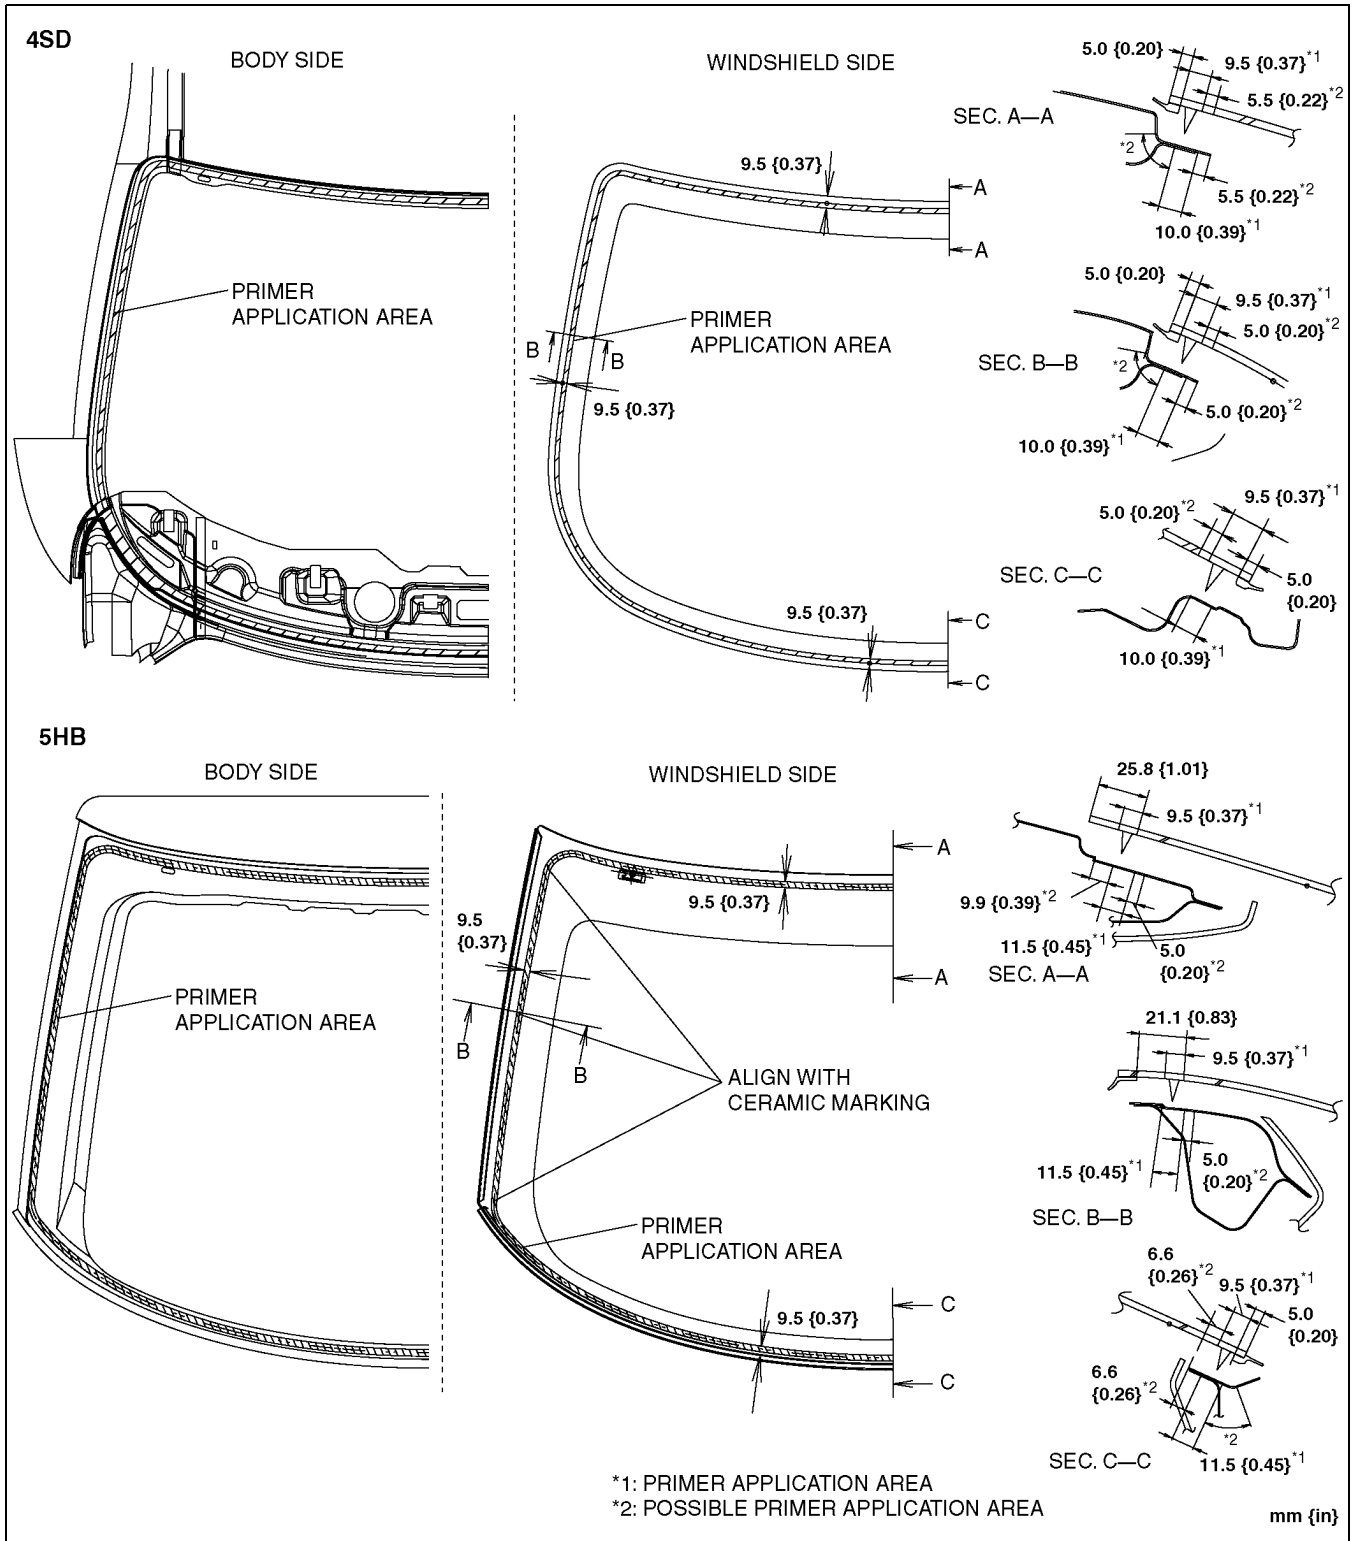 4SD
BODY SIDE
WINDSHIELD SIDE
PRIMER
APPLICATION AREA
9.5 {0.37}
A
A
PRIMER
APPLICATION AREA
B
B
9.5 {0.37}
9.5 {0.37}
C
C
5.0 {0.20}
9.5 {0.37}*1
5.5 {0.22}*2
SEC. A—A
*2
5.5 {0.22}*2
10.0 {0.39}*1
5.0 {0.20}
9.5 {0.37}*1
5.0 {0.20}*2
SEC. B—B
*2
5.0 {0.20}*2
10.0 {0.39}*1
9.5 {0.37}*1
5.0 {0.20}*2
SEC. C—C
5.0
{0.20}
10.0 {0.39}*1
5HB
BODY SIDE
WINDSHIELD SIDE
PRIMER
APPLICATION AREA
A
9.5 {0.37}
9.5
{0.37}
A
B
B
ALIGN WITH
CERAMIC MARKING
PRIMER
APPLICATION AREA
9.5 {0.37}
C
C
25.8 {1.01}
9.5 {0.37}*1
9.9 {0.39}*2
11.5 {0.45}*1
5.0
{0.20}*2
SEC. A—A
21.1 {0.83}
9.5 {0.37}*1
11.5 {0.45}*1
5.0
{0.20}*2
SEC. B—B
6.6
{0.26}*2
9.5 {0.37}*1
5.0
{0.20}
6.6
{0.26}*2
*2
SEC. C—C
11.5 {0.45}*1
*1: PRIMER APPLICATION AREA
*2: POSSIBLE PRIMER APPLICATION AREA
mm {in}